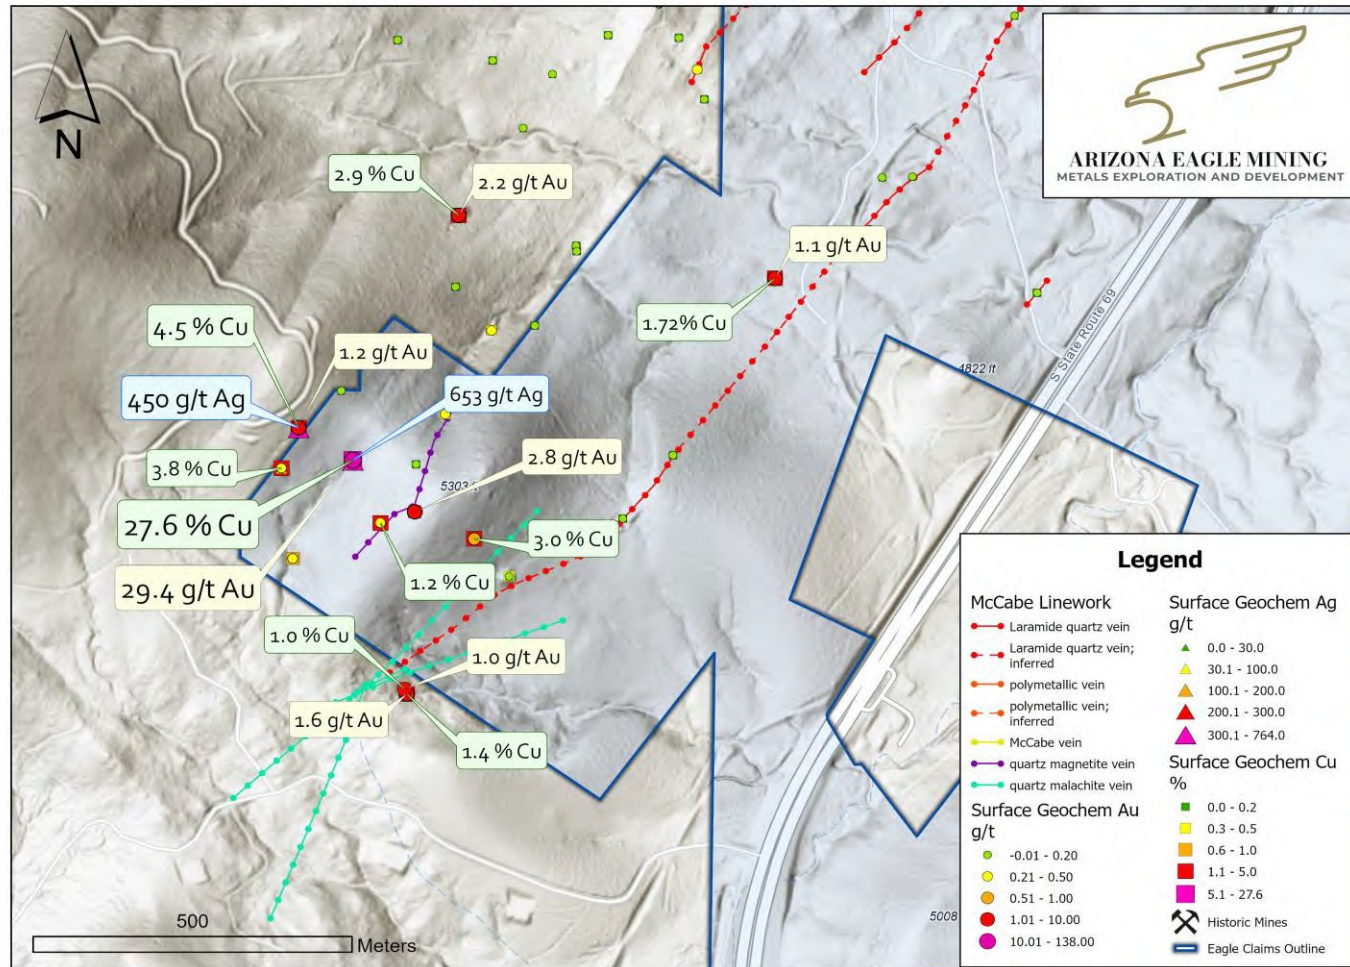 N
ARIZONA EAGLE MINING
METALS EXPLORATION AND DEVELOPMENT
2.9 % Cu
2.2 g/t Au
1.1 g/t Au
1.72% Cu
4.5 % Cu
1.2 g/t Au
450 g/t Ag
653 g/t Ag
3.8 % Cu
2.8 g/t Au
27.6 % Cu
5303 ft
3.0 % Cu
1.2 % Cu
29.4 g/t Au
1.0 % Cu
1.0 g/t Au
1.6 g/t Au
1.4 % Cu
4822 ft
S State Route 69
5008
500
Meters
Legend
McCabe Linework
Laramide quartz vein
Laramide quartz vein;
inferred
polymetallic vein
polymetallic vein;
inferred
McCabe vein
quartz magnetite vein
quartz malachite vein
Surface Geochem Au
g/t
-0.01 - 0.20
0.21 - 0.50
0.51 - 1.00
1.01 - 10.00
10.01 - 138.00
Surface Geochem Ag
g/t
0.0 - 30.0
30.1 - 100.0
100.1 - 200.0
200.1 - 300.0
300.1 - 764.0
Surface Geochem Cu
%
0.0 - 0.2
0.3 - 0.5
0.6 - 1.0
1.1 - 5.0
5.1 - 27.6
Historic Mines
Eagle Claims Outline